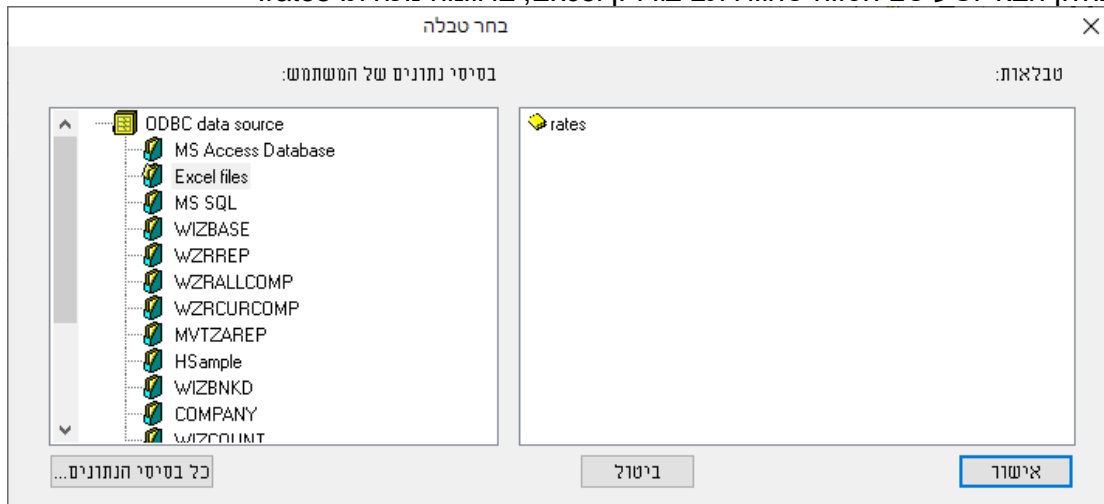 בחר טבלה
טבלאות:
בסיסי נתונים של המשתמש:
rates
ODBC data source
MS Access Database
Excel files
MS SQL
WIZBASE
WZRREP
WZRALLCOMP
WZRCURCOMP
MVTZAREP
HSample
WIZBNKD
COMPANY
WIZCOUNT
אישור
ביטול
כל בסיסי הנתונים...